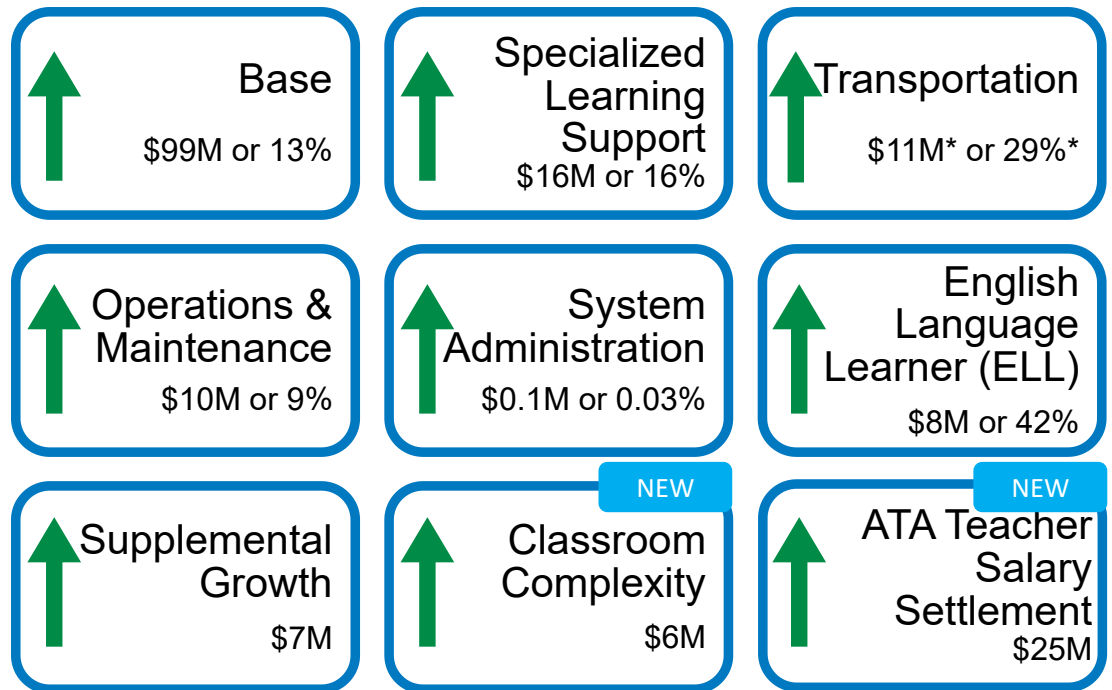 Base
$99M or 13%
Specialized
Learning
Support
$16M or 16%
Transportation
$11M* or 29%*
Operations &
Maintenance
$10M or 9%
System
Administration
$0.1M or 0.03%
English
Language
Learner (ELL)
$8M or 42%
Supplemental
Growth
$7M
NEW
Classroom
Complexity
$6M
NEW
ATA Teacher
Salary
Settlement
$25M